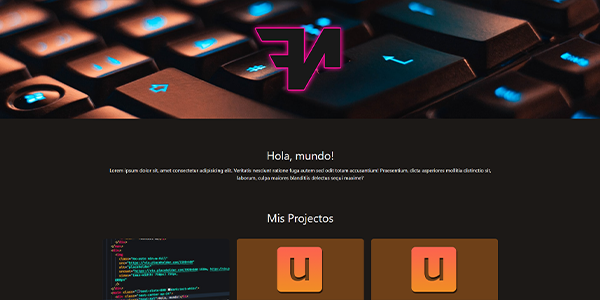 FN
Hola, mundo!
Lorem ipsum dolor sit, amet consectetur adipisicing elit. Veritatis nesciunt ratione fuga autem sed odit totam accusantium! Praesentium, dicta asperiores mollitia distinctio sit,
laborum, culpa maiores blanditiis delectus sequi maxime?
Mis Projectos
u
u